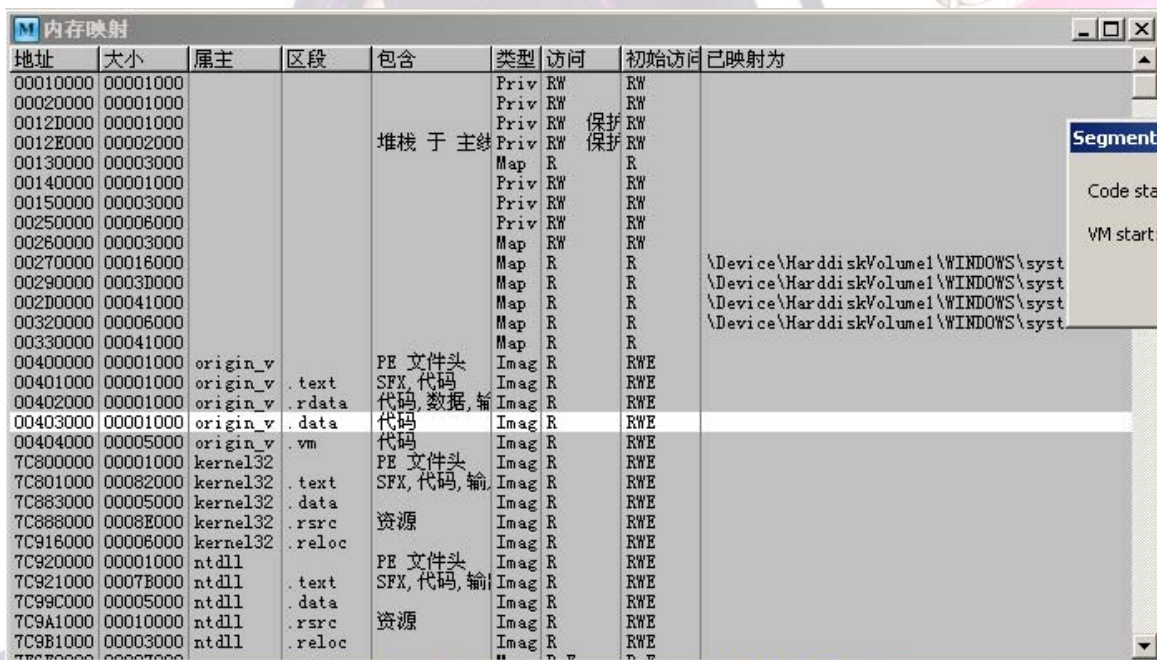 M 内存映射
地址 大小 属主 区段 包含 类型 访问 初始访问 已映射为
00010000 00001000 Priv RW RW
00020000 00001000 Priv RW RW
0012D000 00001000 Priv RW 保护 RW
0012E000 00002000 堆栈 于 主线 Priv RW 保护 RW
00130000 00003000 Map R R
00140000 00001000 Priv RW RW
00150000 00003000 Priv RW RW
00250000 00006000 Priv RW RW
00260000 00003000 Map RW RW
00270000 00016000 Map R R \Device\HarddiskVolume1\WINDOWS\syst
00290000 0003D000 Map R R \Device\HarddiskVolume1\WINDOWS\syst
002D0000 00041000 Map R R \Device\HarddiskVolume1\WINDOWS\syst
00320000 00006000 Map R R \Device\HarddiskVolume1\WINDOWS\syst
00330000 00041000 Map R R
00400000 00001000 origin_v PE 文件头 Imag R RWE
00401000 00001000 origin_v .text SFX,代码 Imag R RWE
00402000 00001000 origin_v .rdata 代码,数据,输 Imag R RWE
00403000 00001000 origin_v .data 代码 Imag R RWE
00404000 00005000 origin_v .vm 代码 Imag R RWE
7C800000 00001000 kernel32 PE 文件头 Imag R RWE
7C801000 00082000 kernel32 .text SFX,代码,输 Imag R RWE
7C883000 00005000 kernel32 .data Imag R RWE
7C888000 0008E000 kernel32 .rsrc 资源 Imag R RWE
7C916000 00006000 kernel32 .reloc Imag R RWE
7C920000 00001000 ntdll PE 文件头 Imag R RWE
7C921000 0007B000 ntdll .text SFX,代码,输 Imag R RWE
7C99C000 00005000 ntdll .data Imag R RWE
7C9A1000 00010000 ntdll .rsrc 资源 Imag R RWE
7C9B1000 00003000 ntdll .reloc Imag R RWE
Segment
Code sta
VM start: